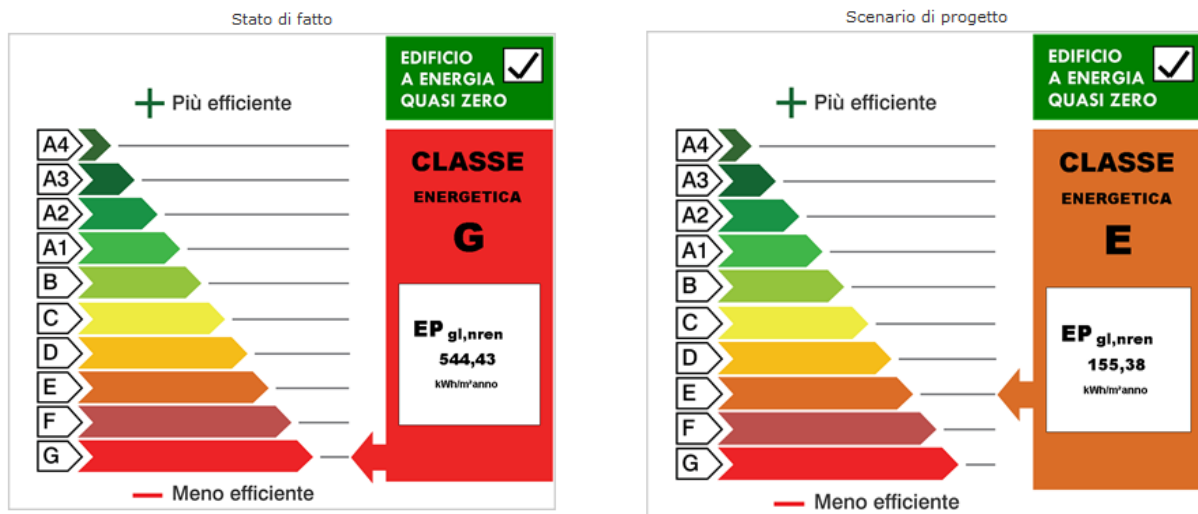 Stato di fatto
EDIFICIO
A ENERGIA
QUASI ZERO
Più efficiente
A4
A3
A2
A1
B
C
D
E
F
G
Meno efficiente
CLASSE
ENERGETICA
G
EP gl,nren
544,43
kWh/m²anno
Scenario di progetto
EDIFICIO
A ENERGIA
QUASI ZERO
Più efficiente
A4
A3
A2
A1
B
C
D
E
F
G
Meno efficiente
CLASSE
ENERGETICA
E
EP gl,nren
155,38
kWh/m²anno